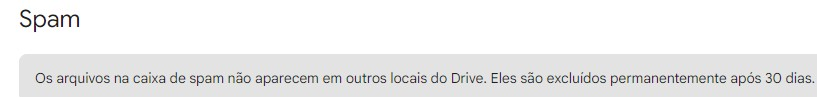 Spam
Os arquivos na caixa de spam não aparecem em outros locais do Drive. Eles são excluídos permanentemente após 30 dias.